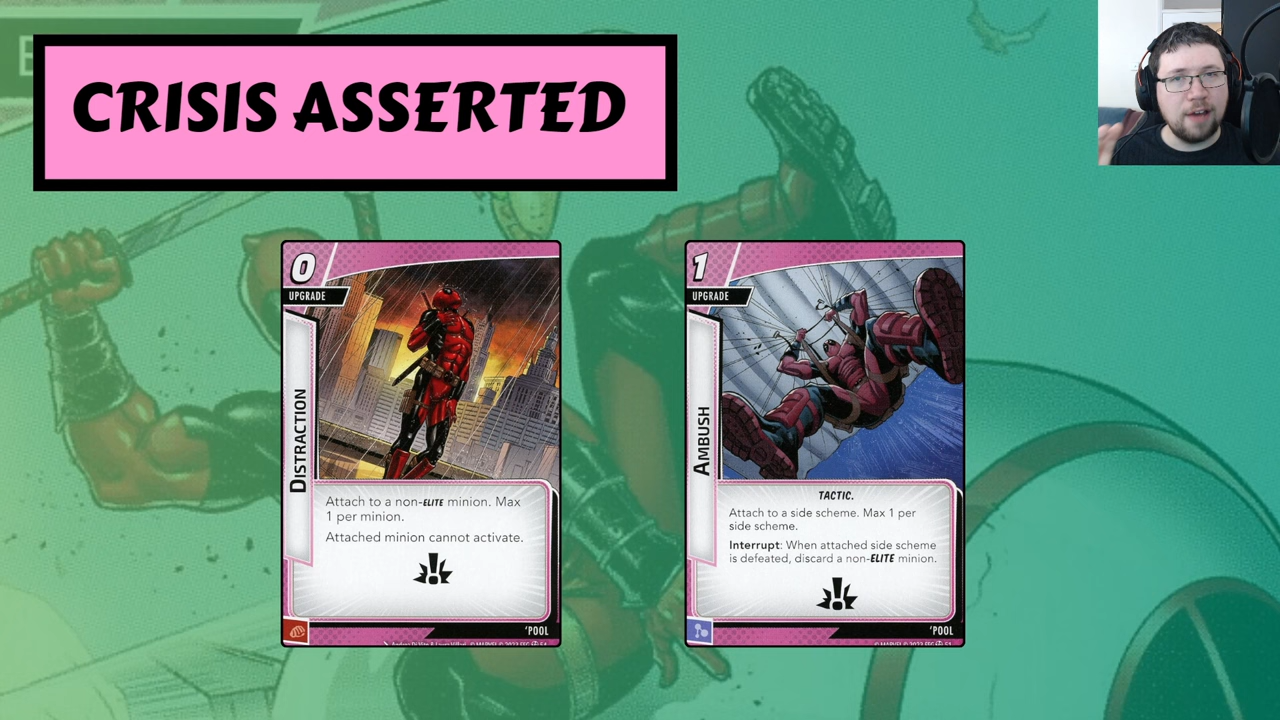 CRISIS ASSERTED
0
UPGRADE
DISTRACTION
Attach to a non-ELITE minion. Max
1 per minion.
Attached minion cannot activate.
'POOL
1
UPGRADE
AMBUSH
TACTIC.
Attach to a side scheme. Max 1 per
side scheme.
Interrupt: When attached side scheme
is defeated, discard a non-ELITE minion.
'POOL